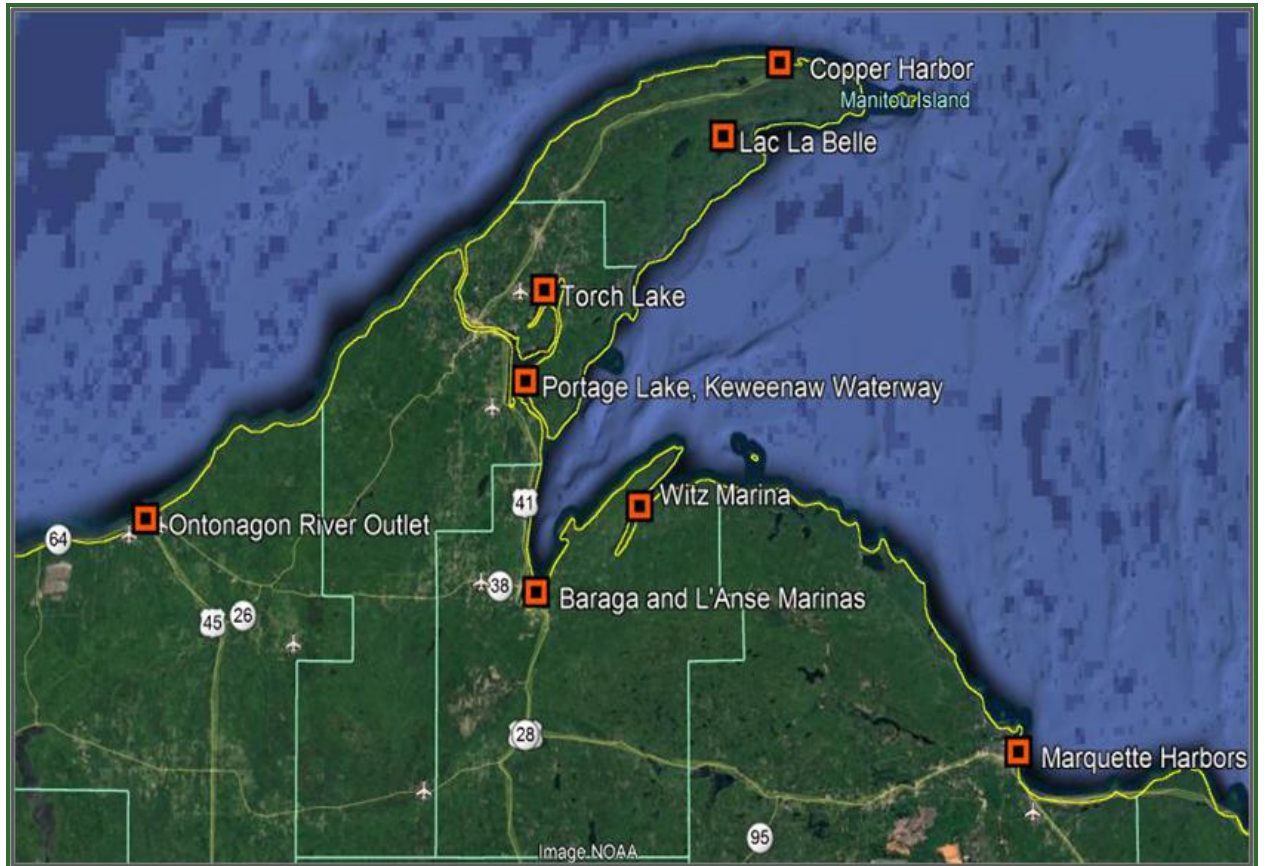 Copper Harbor
Manitou Island
Lac La Belle
Torch Lake
Portage Lake, Keweenaw Waterway
41
Witz Marina
Ontonagon River Outlet
64
38
Baraga and L'Anse Marinas
45
26
28
Marquette Harbors
95
Image NOAA